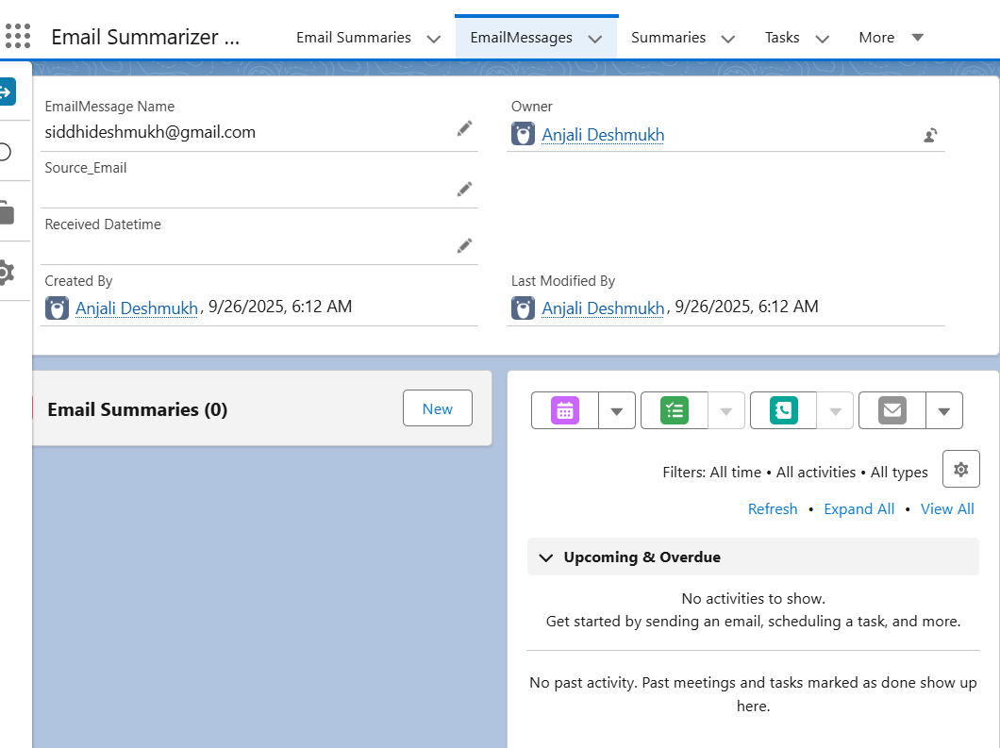 Email Summarizer ...
Email Summaries
EmailMessages
Summaries
Tasks
More
EmailMessage Name
siddhideshmukh@gmail.com
Owner
Anjali Deshmukh
Source_Email
Received Datetime
Created By
Anjali Deshmukh, 9/26/2025, 6:12 AM
Last Modified By
Anjali Deshmukh, 9/26/2025, 6:12 AM
Email Summaries (0)
New
Filters: All time • All activities • All types
Refresh • Expand All • View All
Upcoming & Overdue
No activities to show.
Get started by sending an email, scheduling a task, and more.
No past activity. Past meetings and tasks marked as done show up
here.